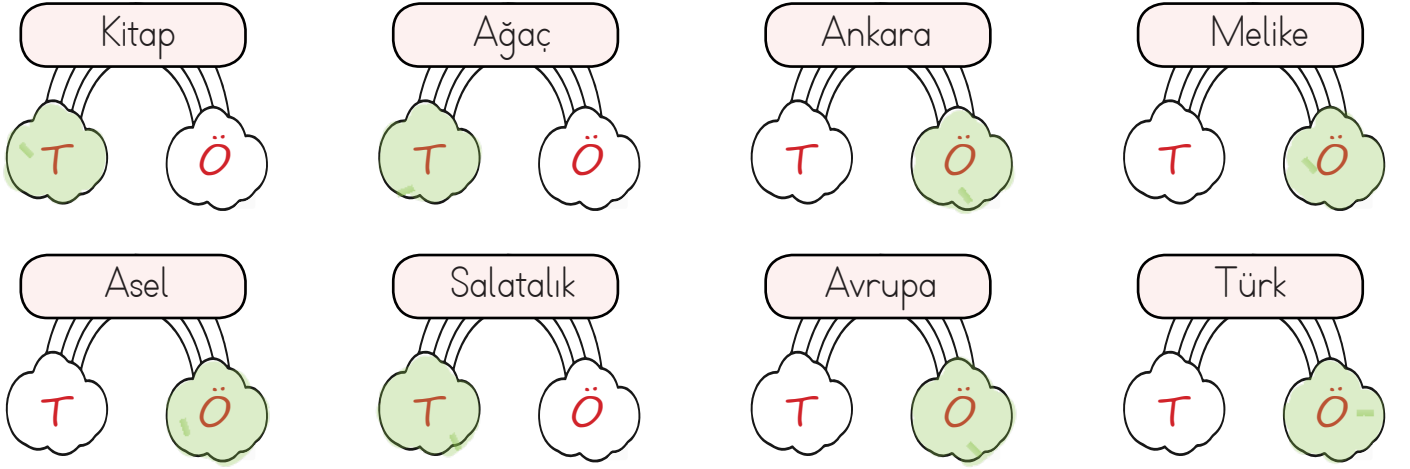 Kitap Ağaç Ankara Melike
T Ö T Ö T Ö T Ö
Asel Salatalık Avrupa Türk
T Ö T Ö T Ö T Ö